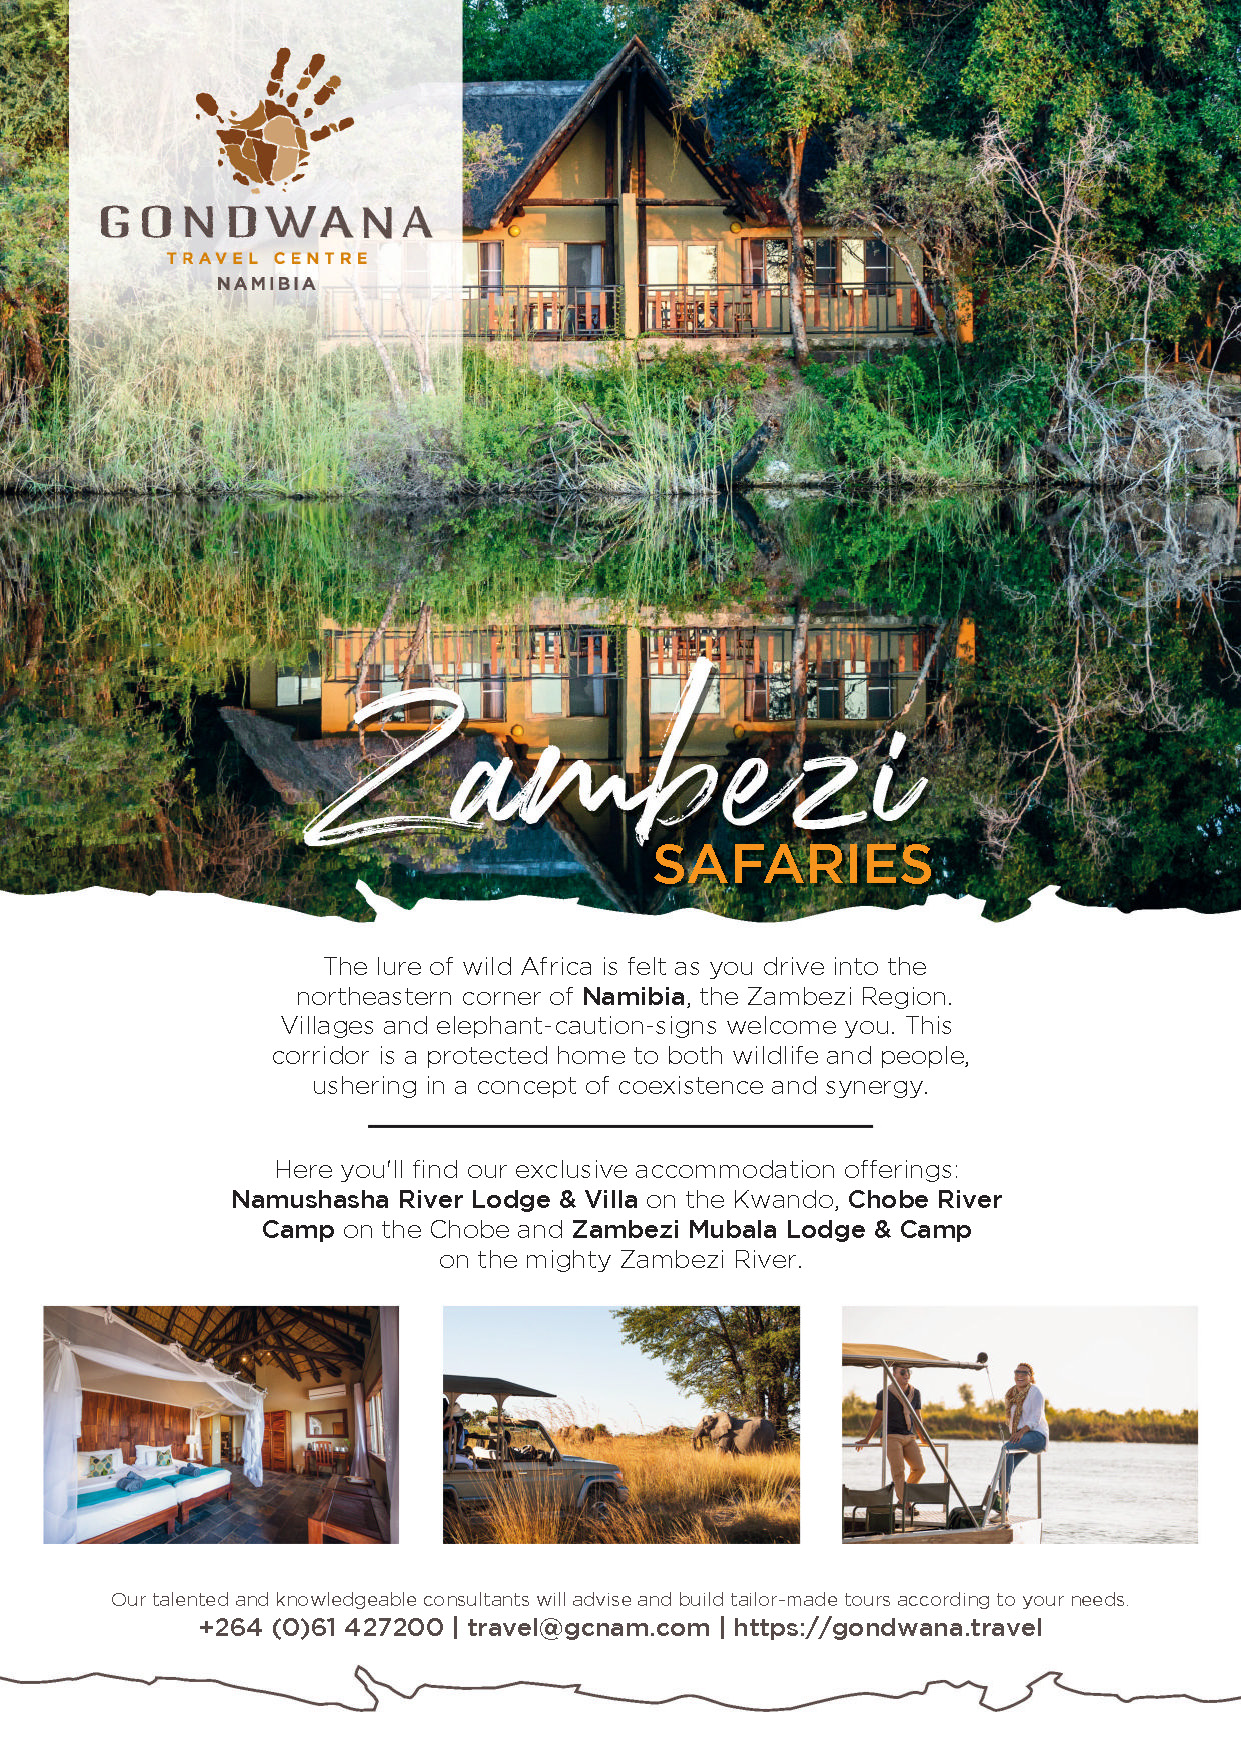 GONDWANA
TRAVEL CENTRE
NAMIBIA
Zambezi
SAFARIES
The lure of wild Africa is felt as you drive into the
northeastern corner of Namibia, the Zambezi Region.
Villages and elephant-caution-signs welcome you. This
corridor is a protected home to both wildlife and people,
ushering in a concept of coexistence and synergy.
Here you'll find our exclusive accommodation offerings:
Namushasha River Lodge & Villa on the Kwando, Chobe River
Camp on the Chobe and Zambezi Mubala Lodge & Camp
on the mighty Zambezi River.
Our talented and knowledgeable consultants will advise and build tailor-made tours according to your needs.
+264 (0)61 427200 | travel@gcnam.com | https://gondwana.travel